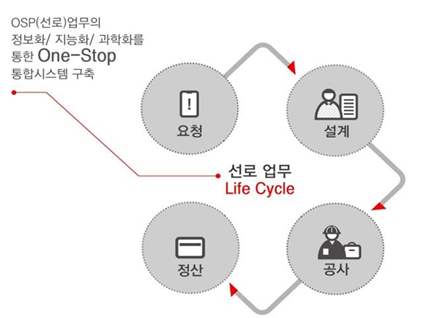 OSP(선로)업무의
정보화/ 지능화/ 과학화를
통한 One-Stop
통합시스템 구축
요청
설계
선로 업무
Life Cycle
정산
공사